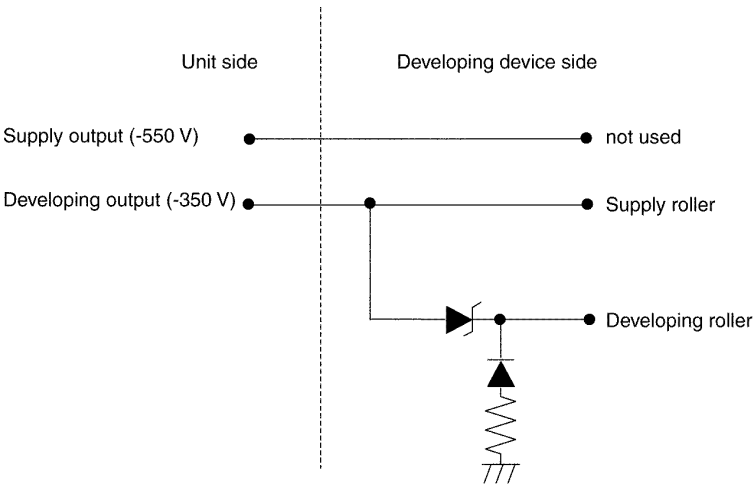 Unit side
Developing device side
Supply output (-550 V)
not used
Developing output (-350 V)
Supply roller
Developing roller